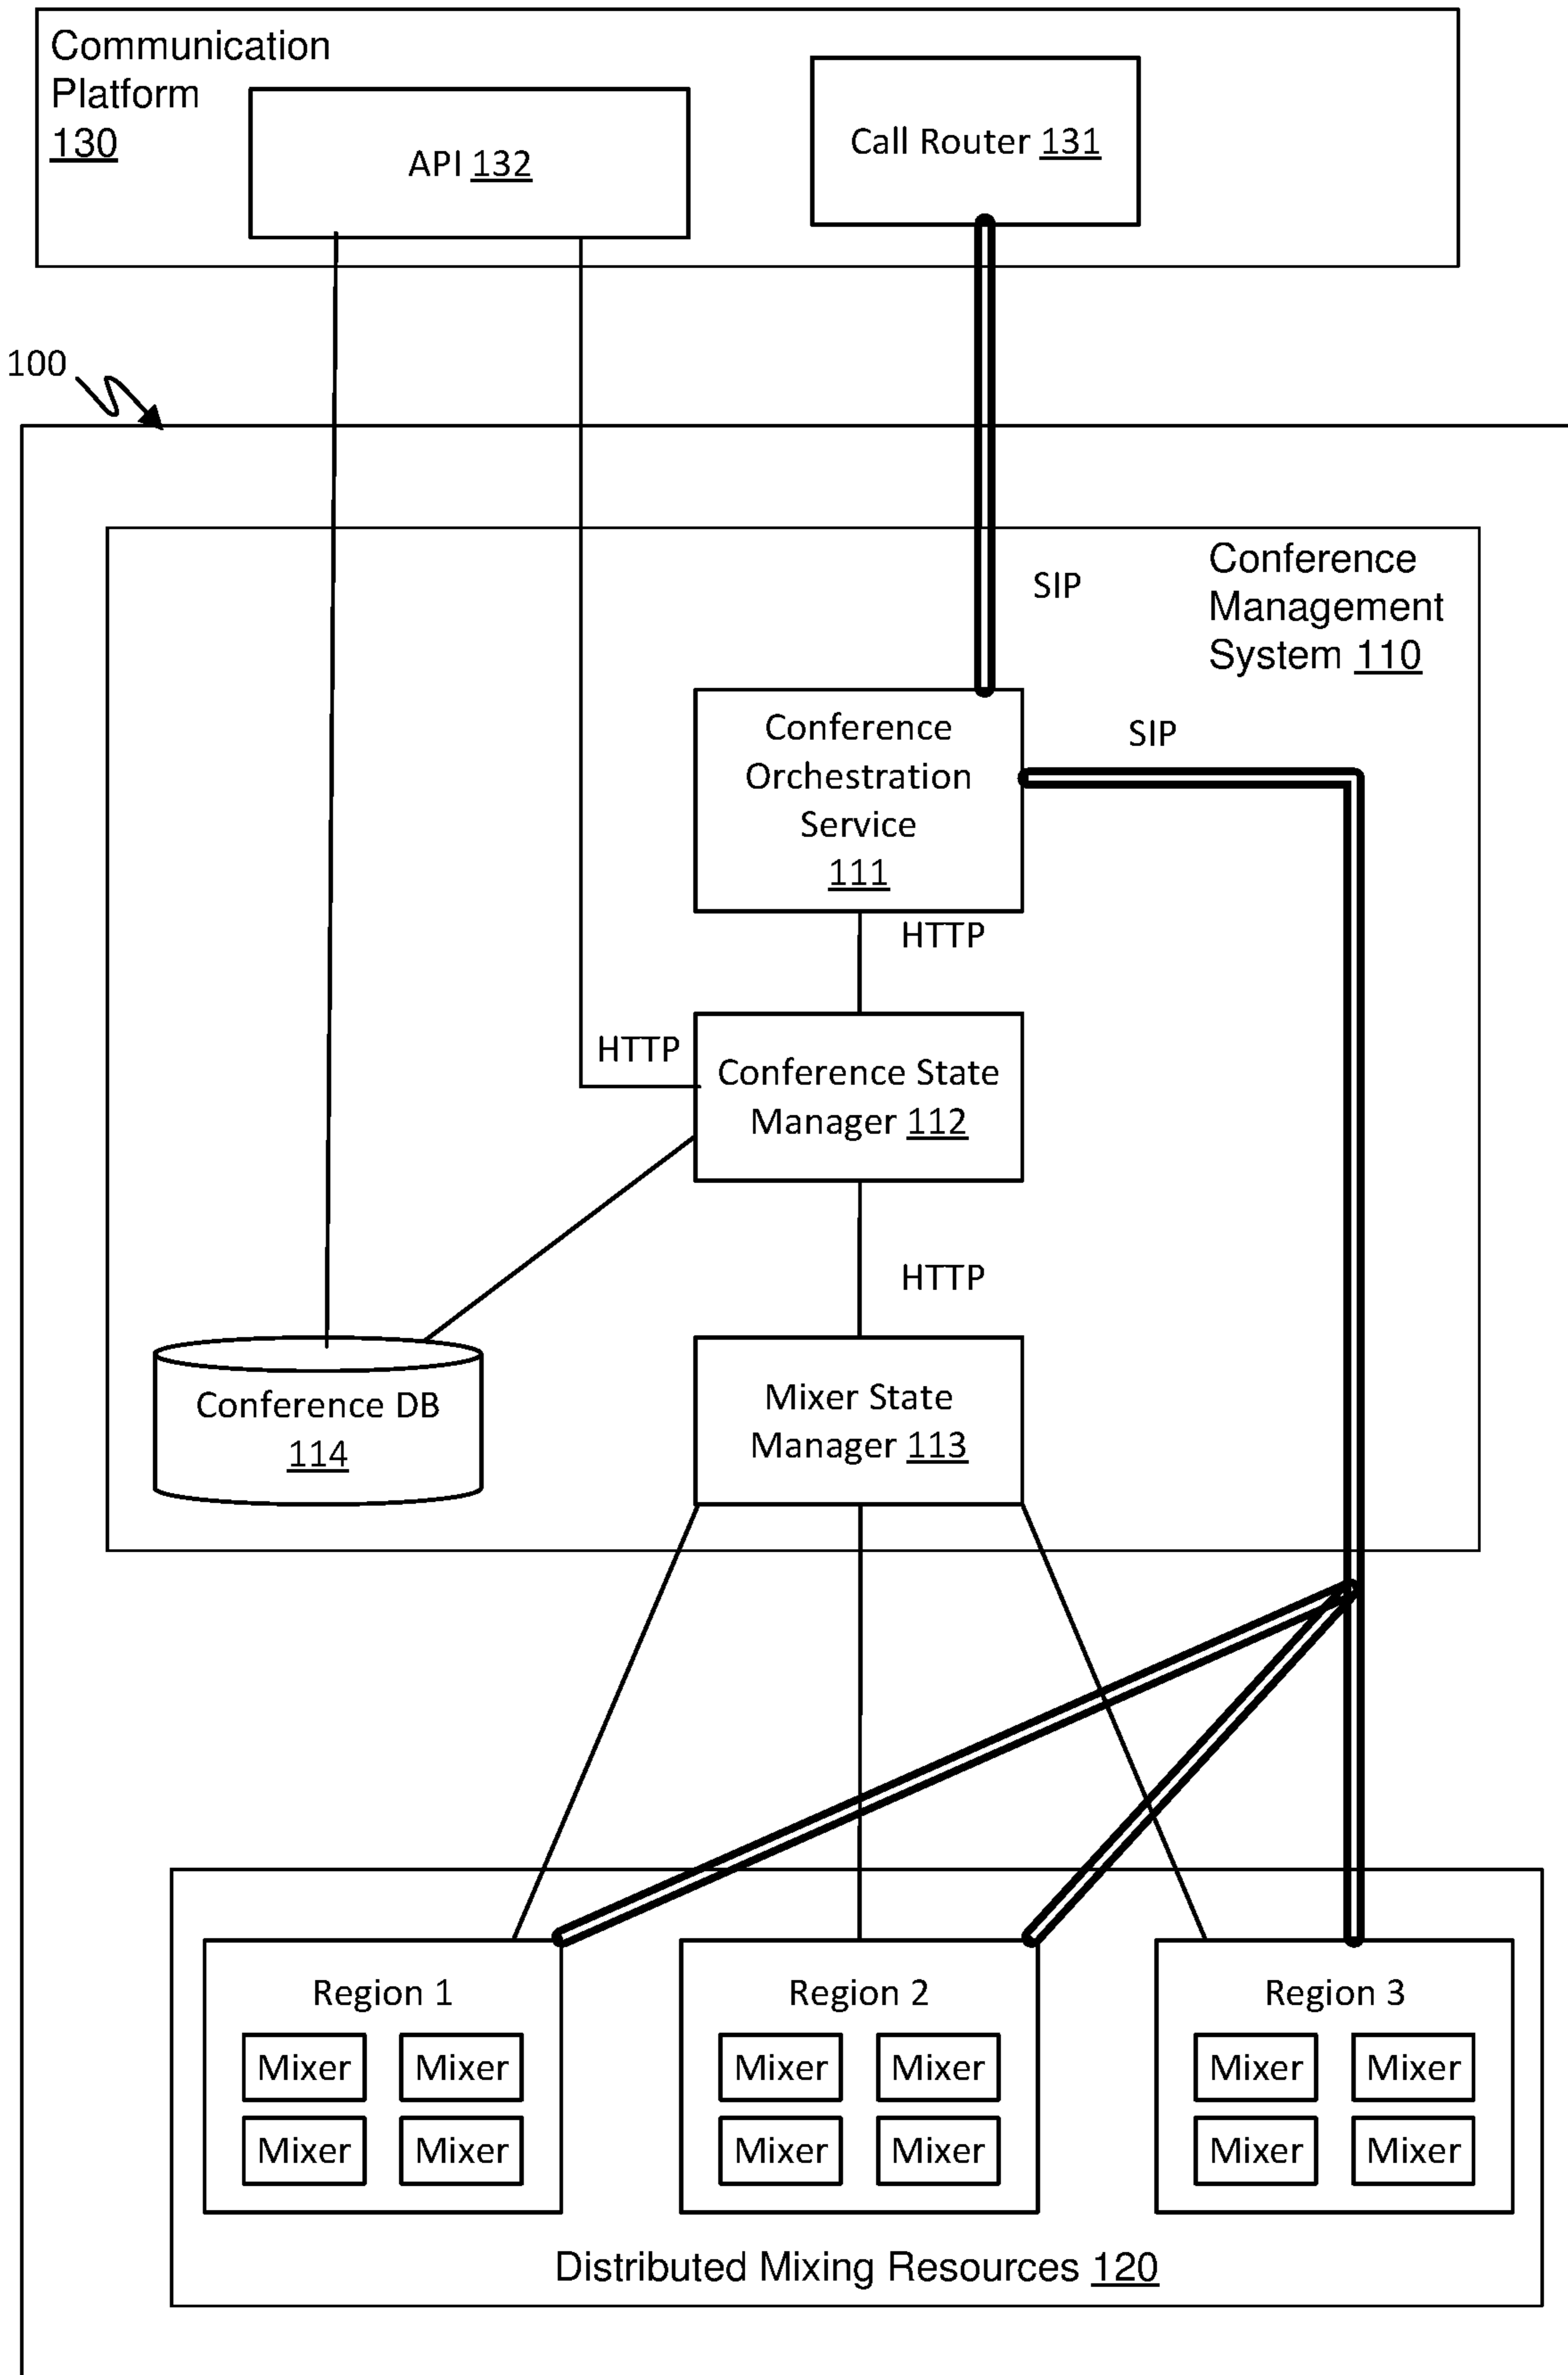 Communication
Platform
130
API 132
Call Router 131
100
SIP
Conference
Management
System 110
Conference
Orchestration
Service
111
SIP
HTTP
HTTP
Conference State
Manager 112
HTTP
Conference DB
114
Mixer State
Manager 113
Region 1
Mixer Mixer
Mixer Mixer
Region 2
Mixer Mixer
Mixer Mixer
Region 3
Mixer Mixer
Mixer Mixer
Distributed Mixing Resources 120